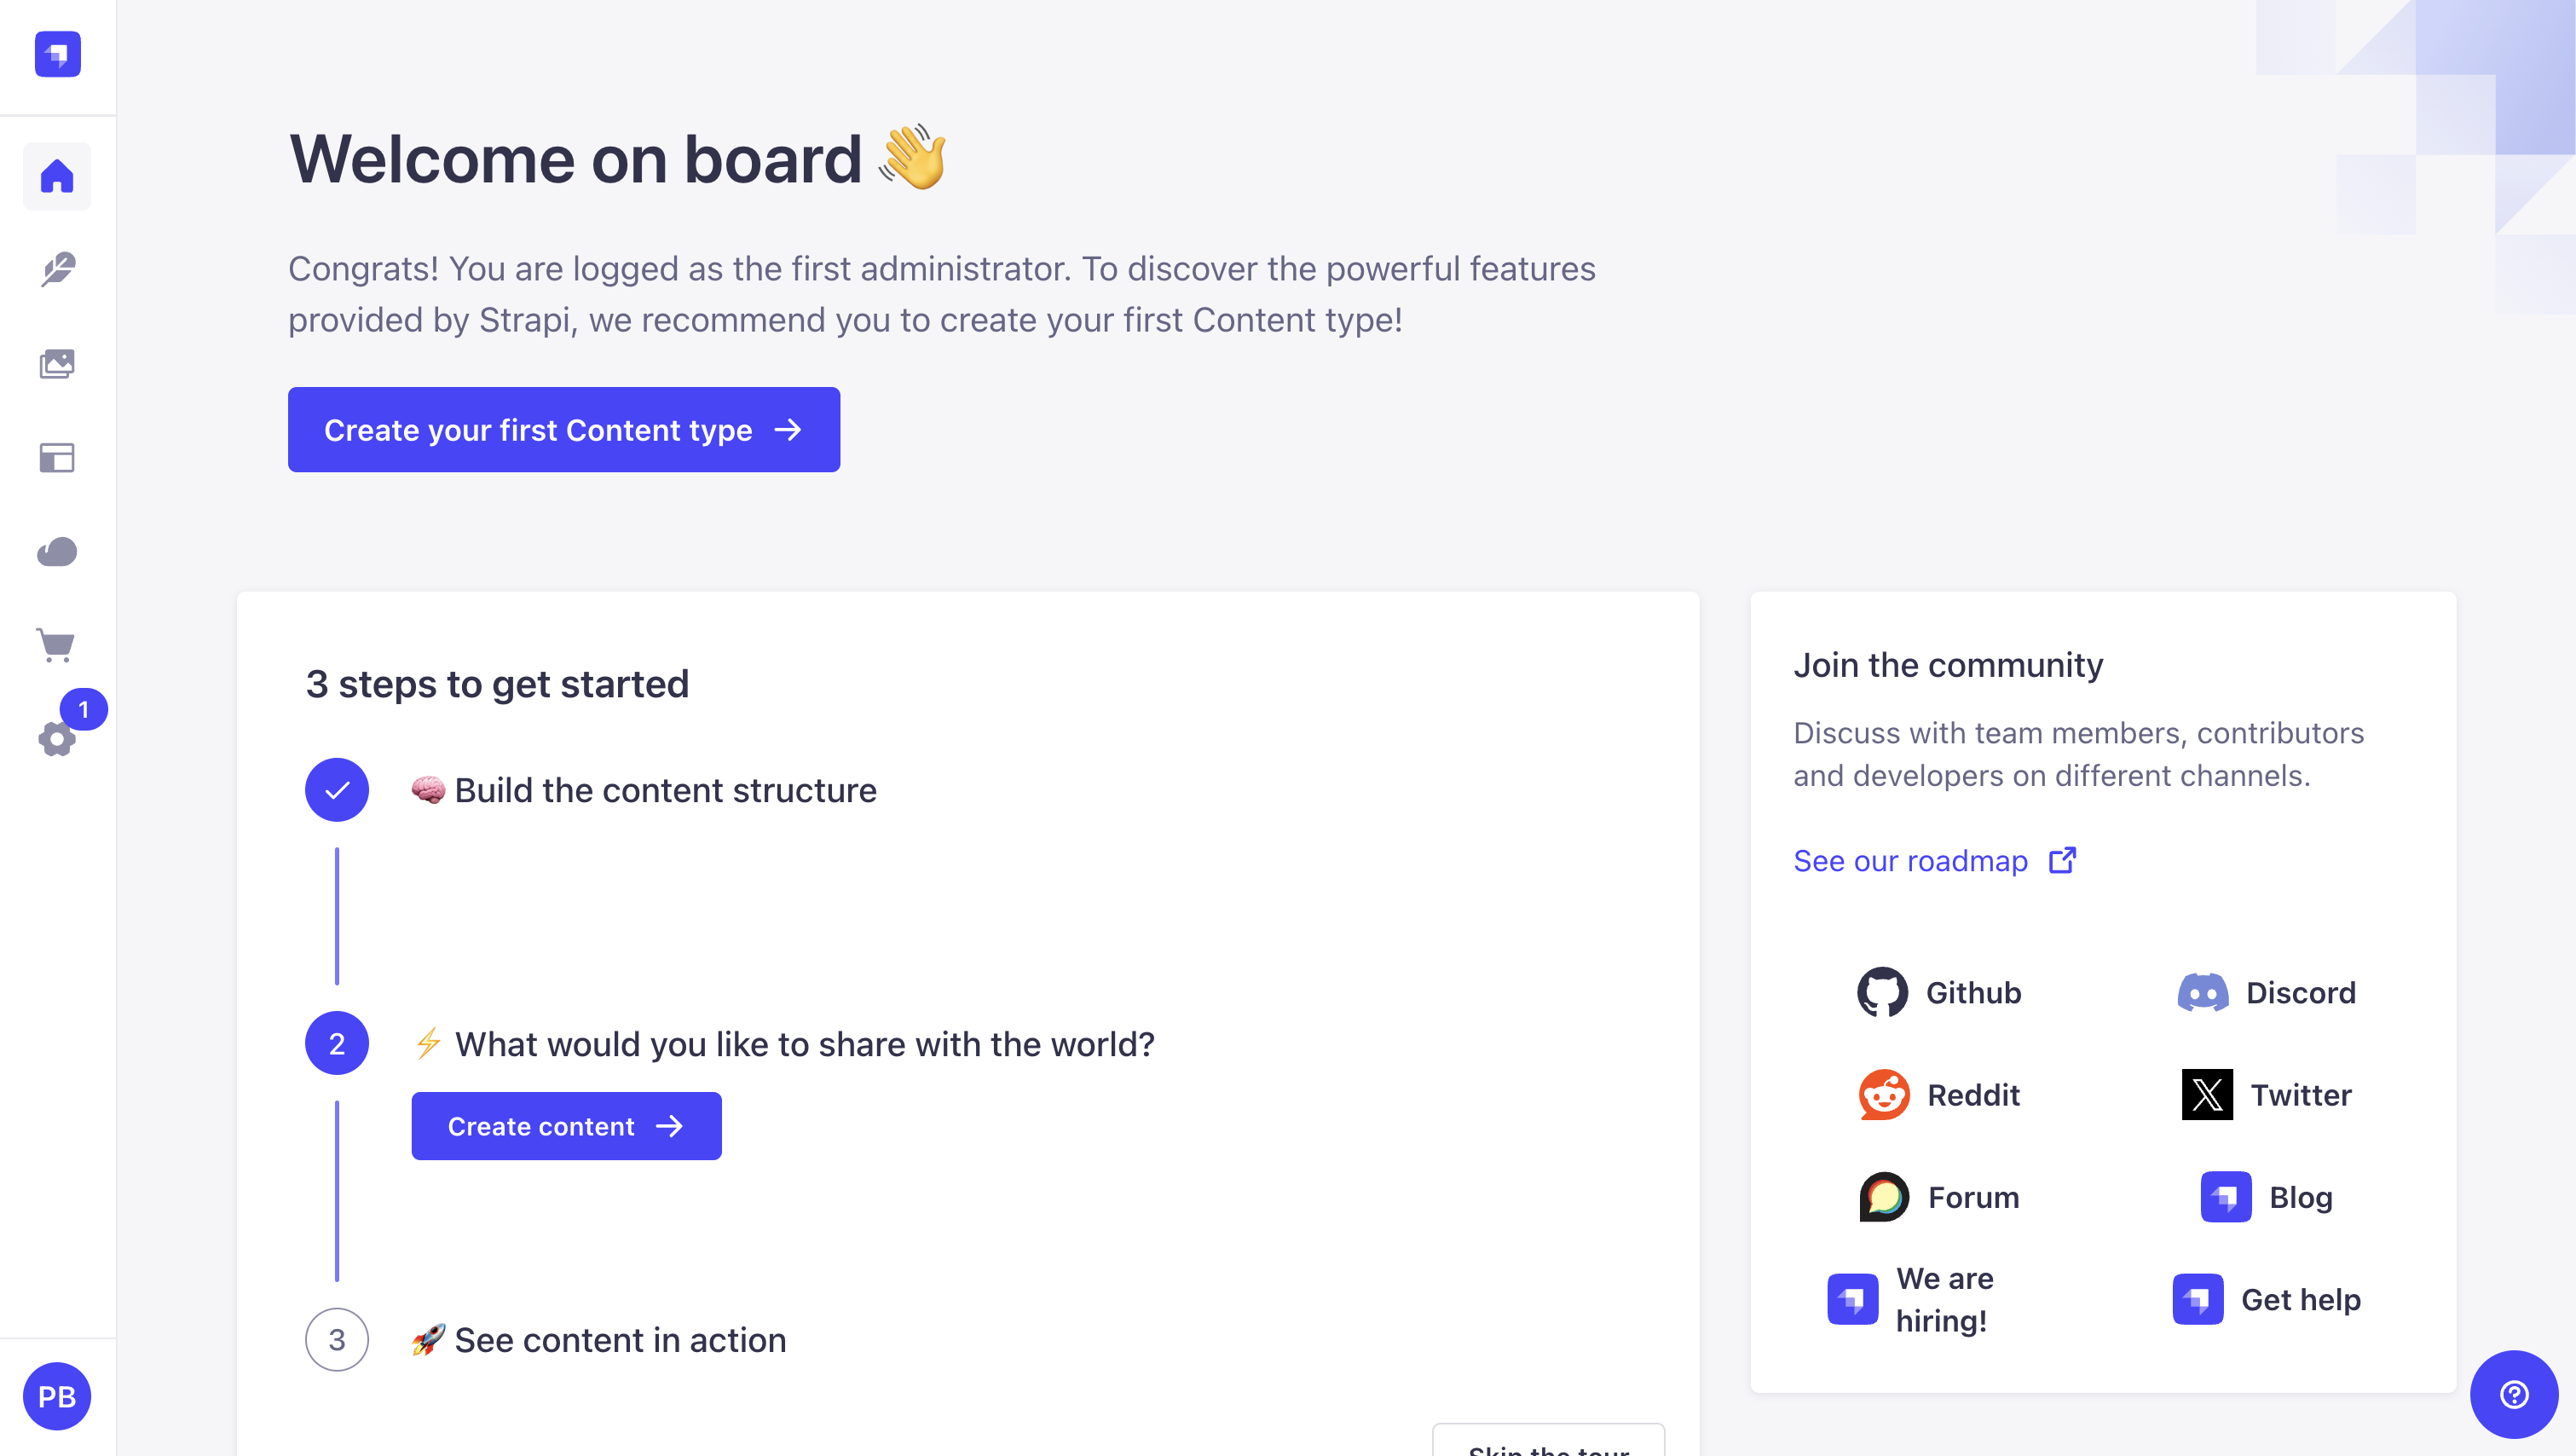 Welcome on board 👋
Congrats! You are logged as the first administrator. To discover the powerful features
provided by Strapi, we recommend you to create your first Content type!
Create your first Content type
1
3 steps to get started
🧠 Build the content structure
2
⚡️ What would you like to share with the world?
Create content
3
🚀 See content in action
Skip the tour
Join the community
Discuss with team members, contributors
and developers on different channels.
See our roadmap
Github
Discord
Reddit
Twitter
Forum
Blog
We are
hiring!
Get help
PB